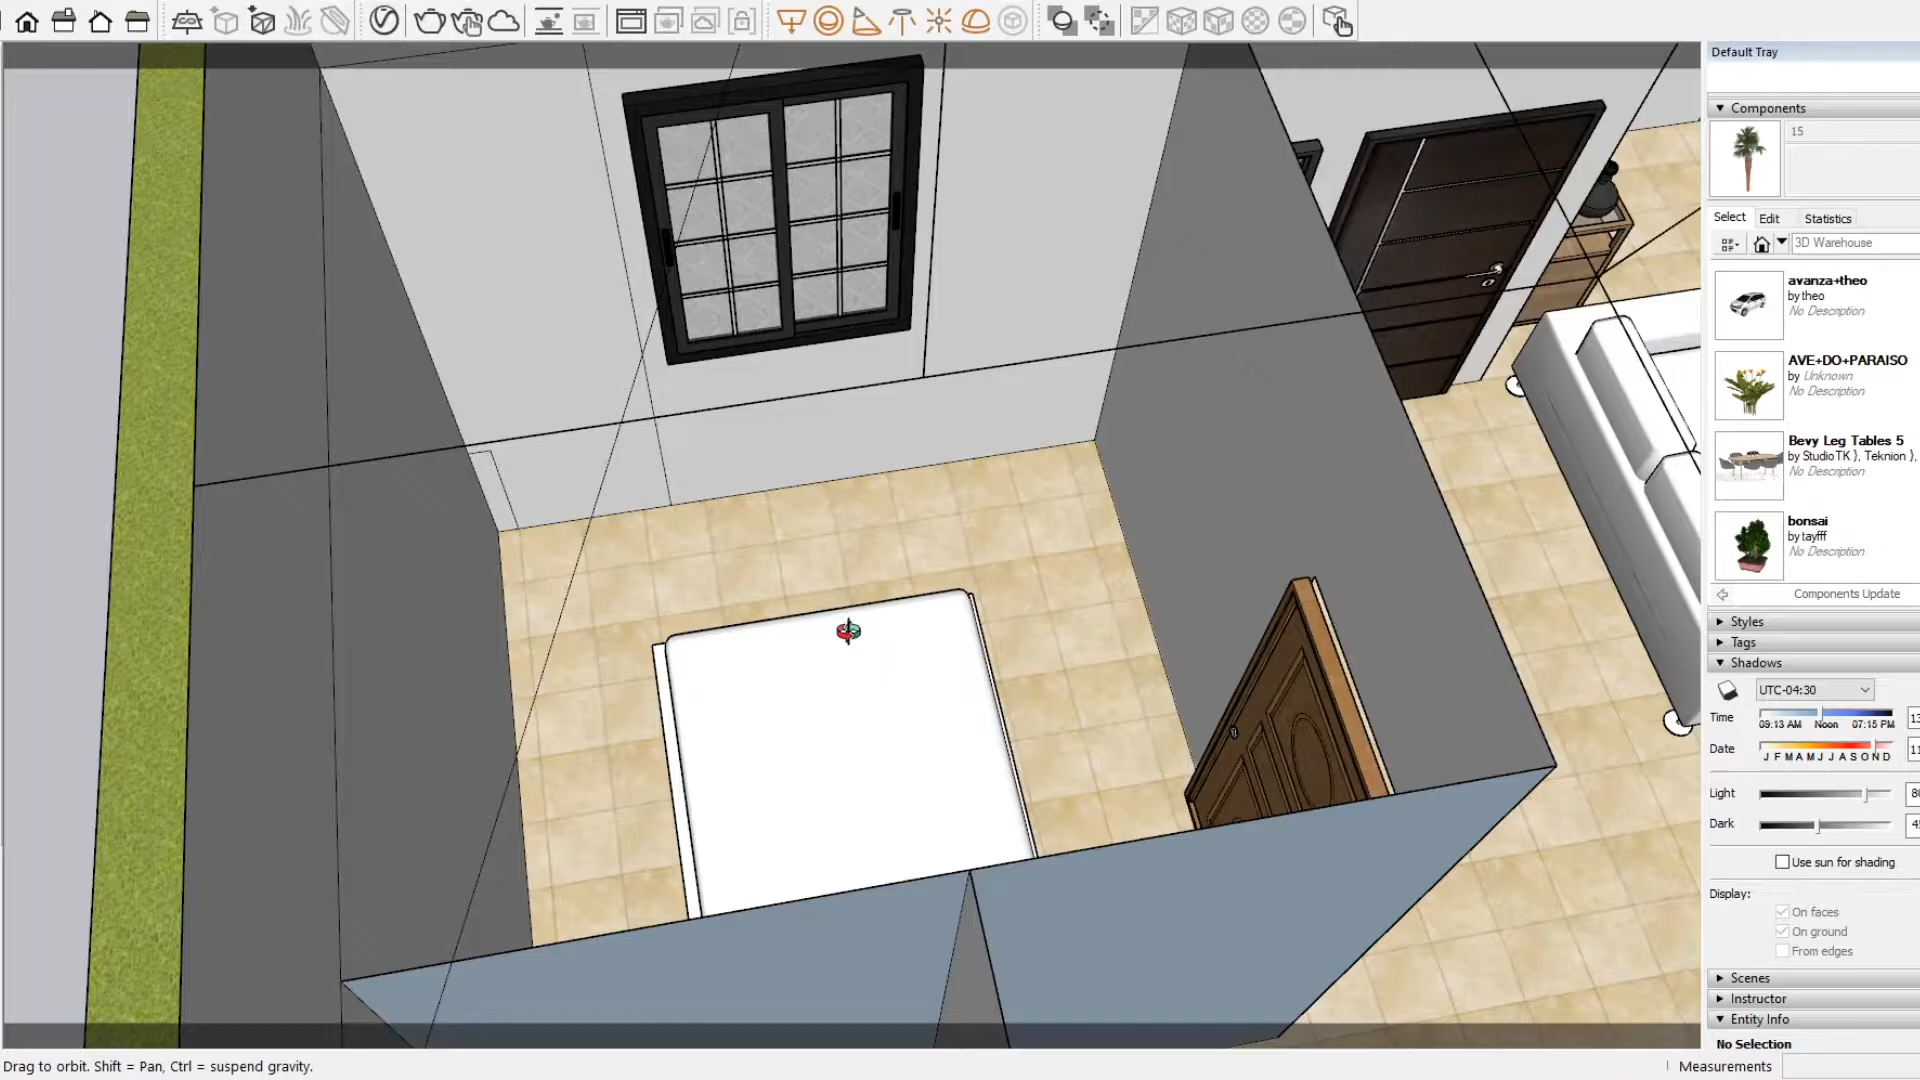 Default Tray
Components
15
Select Edit Statistics
3D Warehouse
avanza+theo
by theo
No Description
AVE+DO+PARAISO
by Unknown
No Description
Bevy Leg Tables 5
by StudioTK }, Teknion },
No Description
bonsai
by tayfff
No Description
Components Update
Styles
Tags
Shadows
UTC-04:30
Time
09:13 AM Noon 07:15 PM
13
Date
J F M A M J J A S O N D
11
Light
80
Dark
45
Use sun for shading
Display:
On faces
On ground
From edges
Scenes
Instructor
Entity Info
No Selection
Drag to orbit. Shift = Pan, Ctrl = suspend gravity.
Measurements